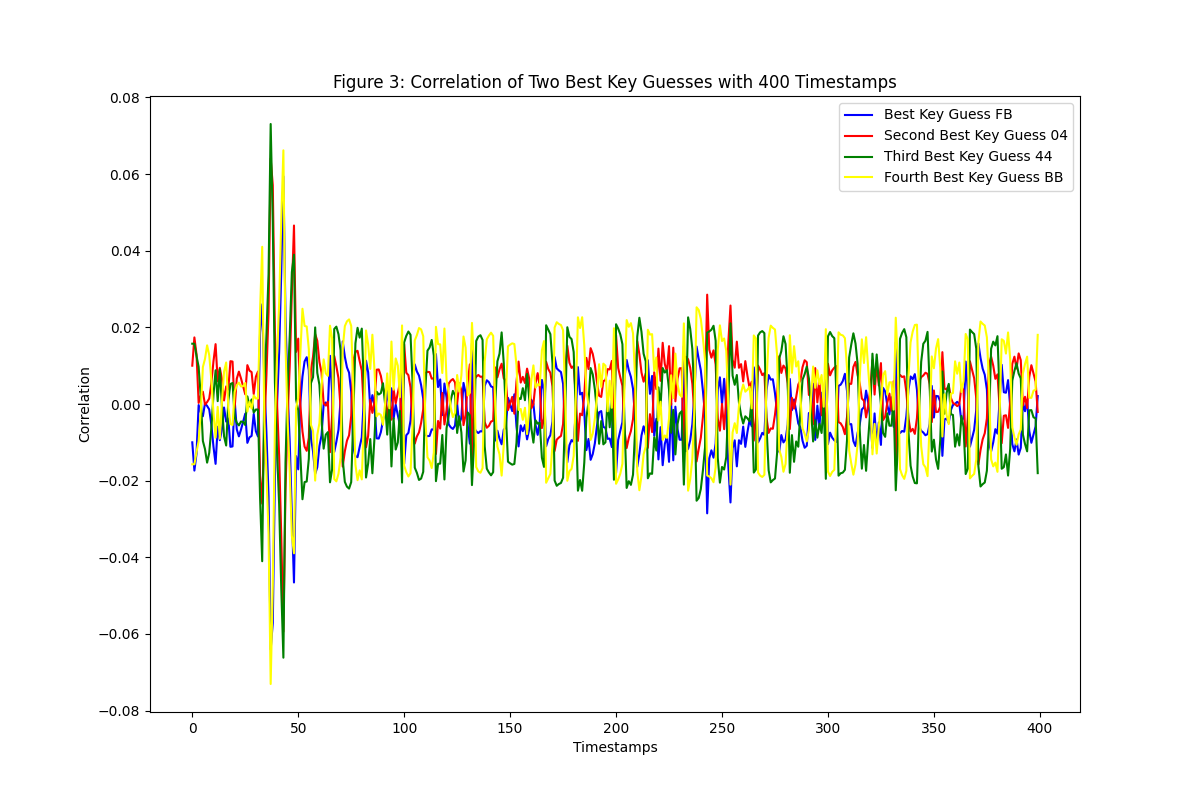 Figure 3: Correlation of Two Best Key Guesses with 400 Timestamps
Best Key Guess FB
Second Best Key Guess 04
Third Best Key Guess 44
Fourth Best Key Guess BB
Correlation
0.08
0.06
0.04
0.02
0.00
−0.02
−0.04
−0.06
−0.08
0 50 100 150 200 250 300 350 400
Timestamps